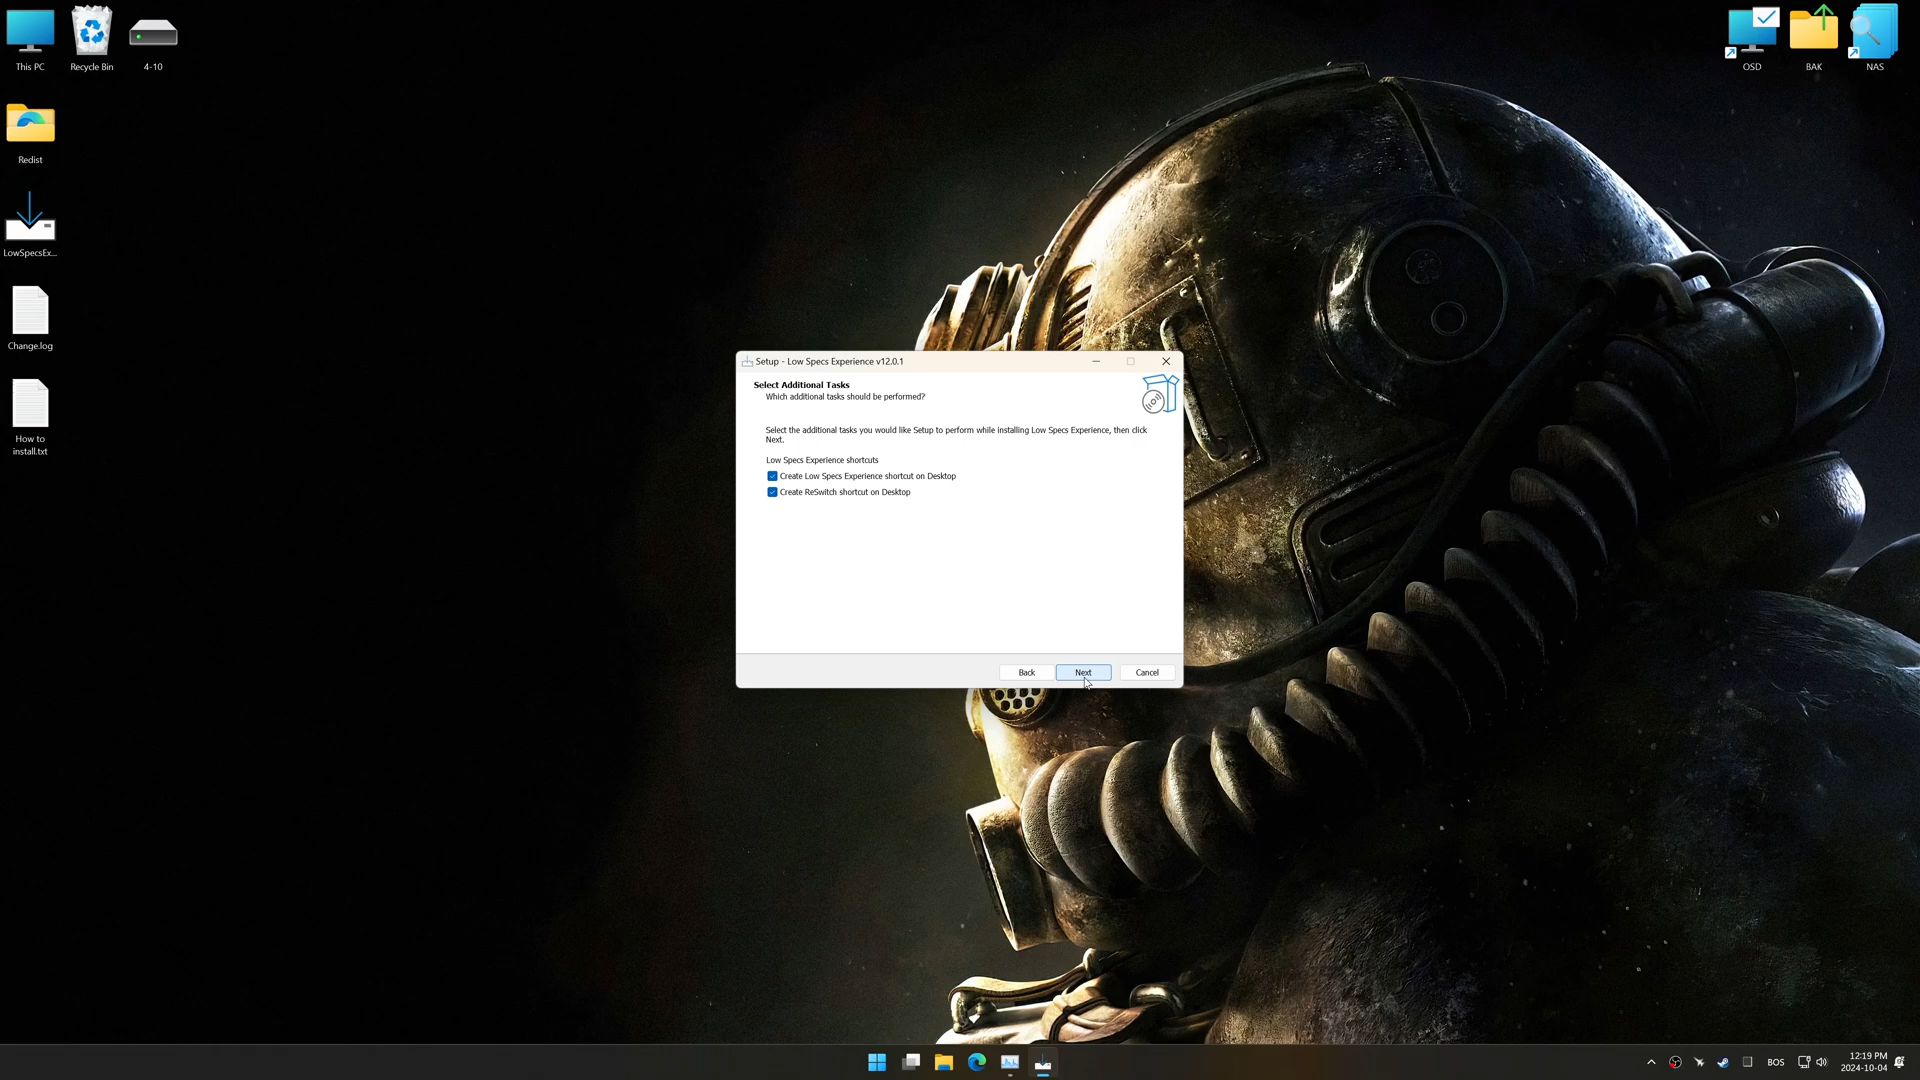 This PC
Recycle Bin
4-10
OSD
BAK
NAS
Redist
LowSpecsEx...
Change.log
How to
install.txt
Setup - Low Specs Experience v12.0.1
Select Additional Tasks
Which additional tasks should be performed?
Select the additional tasks you would like Setup to perform while installing Low Specs Experience, then click
Next.
Low Specs Experience shortcuts
Create Low Specs Experience shortcut on Desktop
Create ReSwitch shortcut on Desktop
Back
Next
Cancel
BOS
12:19 PM
2024-10-04